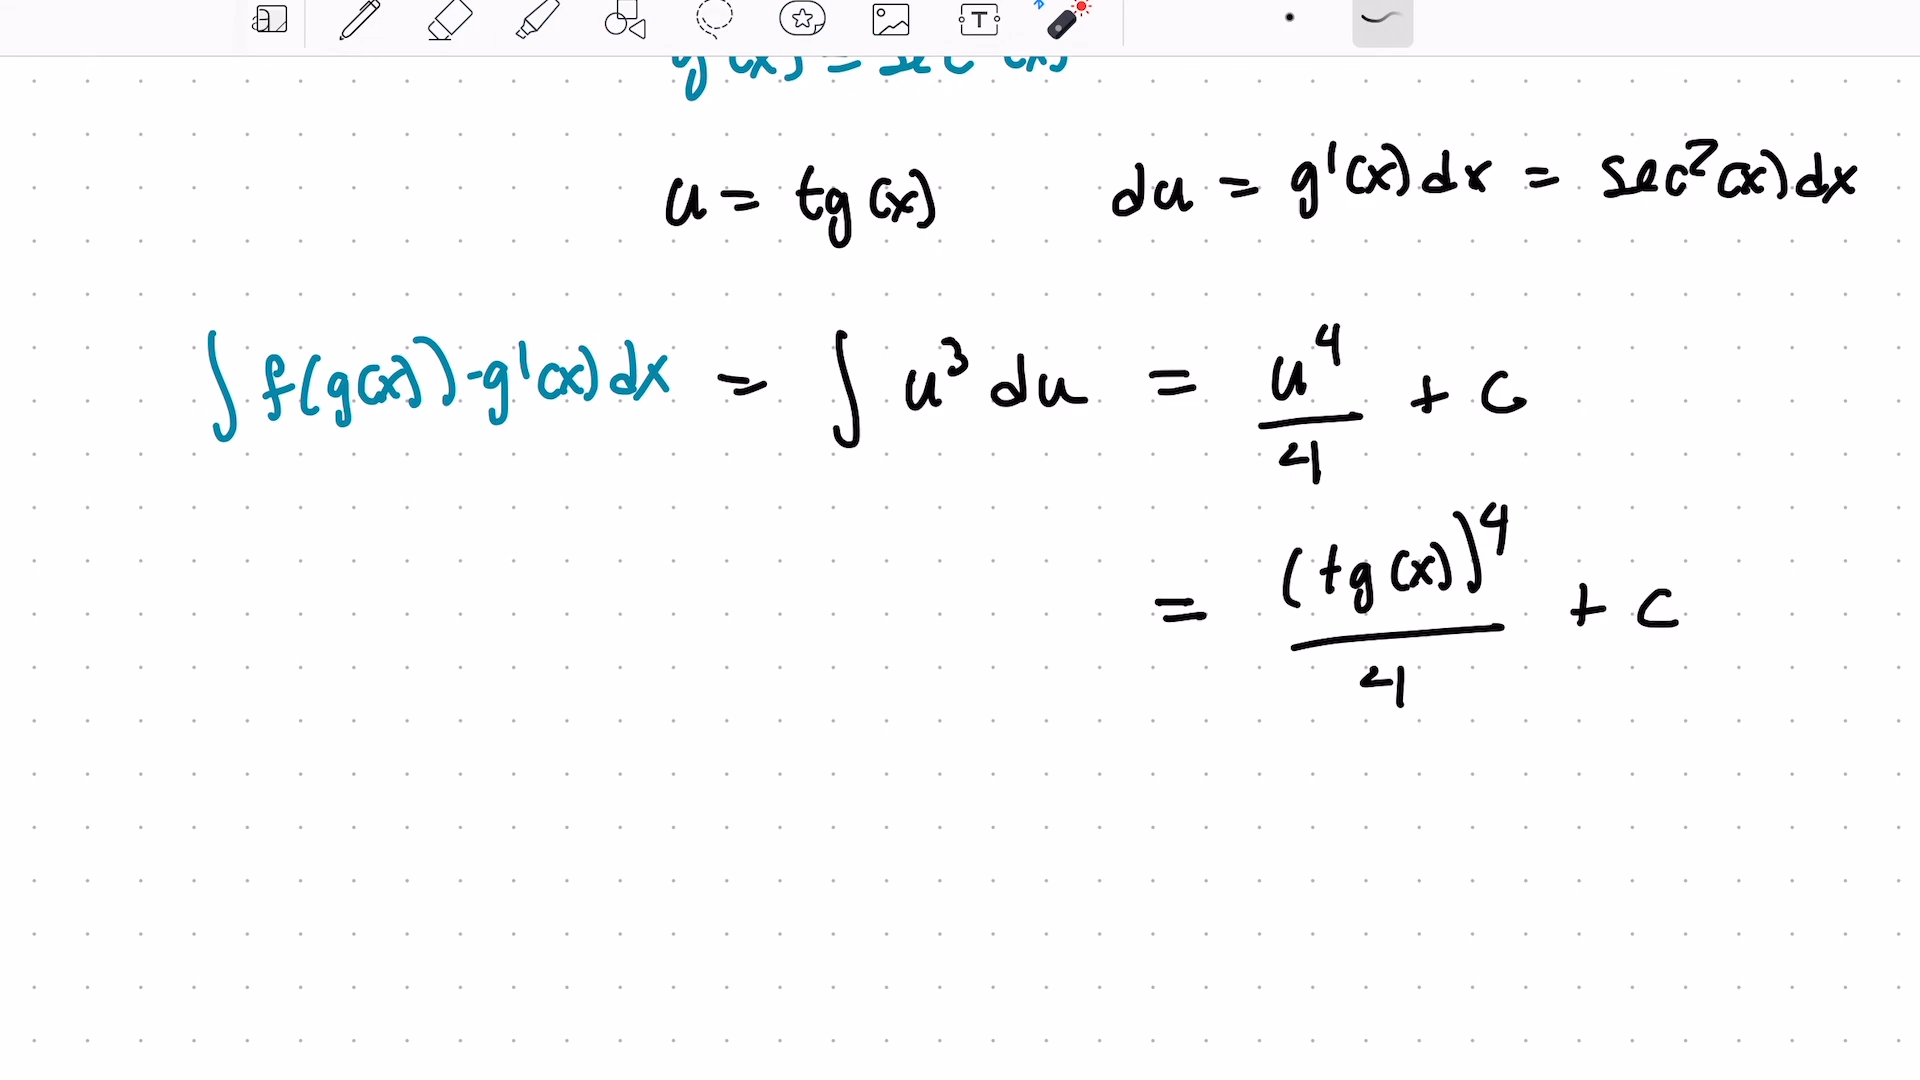 u = tg(x)    du = g'(x)dx = sec²(x)dx
∫ f(g(x))·g'(x)dx = ∫ u³ du = u⁴/4 + c
= (tg(x))⁴/4 + c